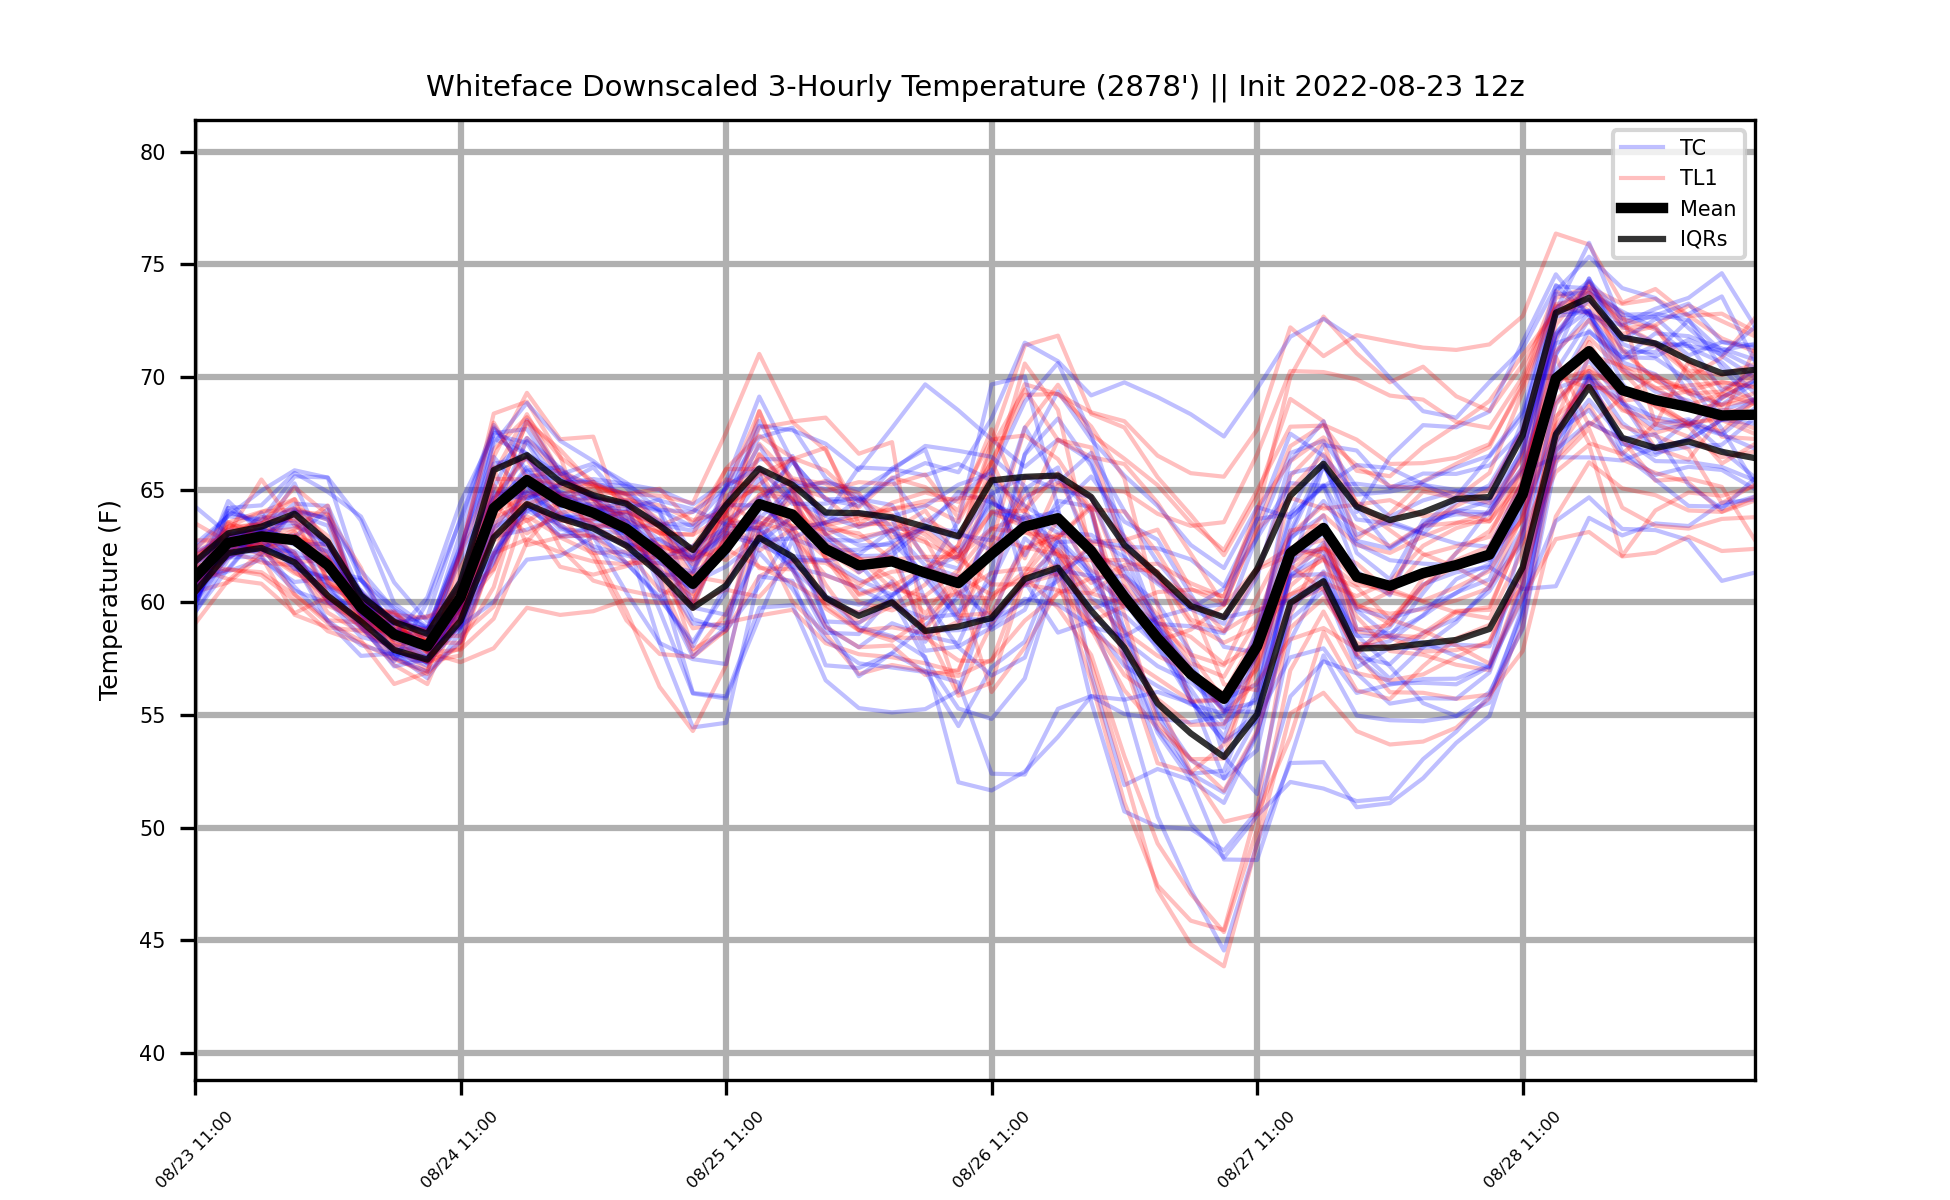 Whiteface Downscaled 3-Hourly Temperature (2878') || Init 2022-08-23 12z
TC
TL1
Mean
IQRs
Temperature (F)
80
75
70
65
60
55
50
45
40
08/23 11:00
08/24 11:00
08/25 11:00
08/26 11:00
08/27 11:00
08/28 11:00